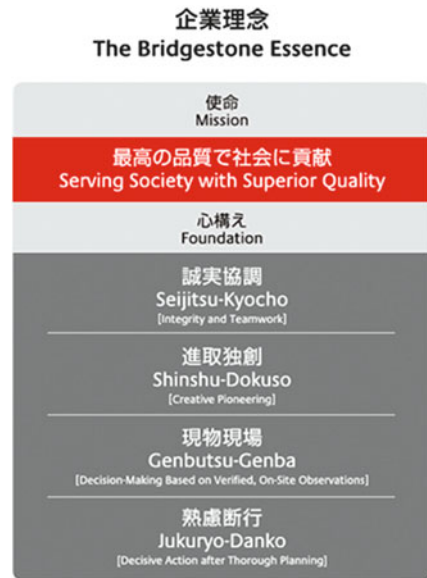 企業理念
The Bridgestone Essence
使命
Mission
最高の品質で社会に貢献
Serving Society with Superior Quality
心構え
Foundation
誠実協調
Seijitsu-Kyocho
[Integrity and Teamwork]
進取独創
Shinshu-Dokuso
[Creative Pioneering]
現物現場
Genbutsu-Genba
[Decision-Making Based on Verified, On-Site Observations]
熟慮断行
Jukuryo-Danko
[Decisive Action after Thorough Planning]